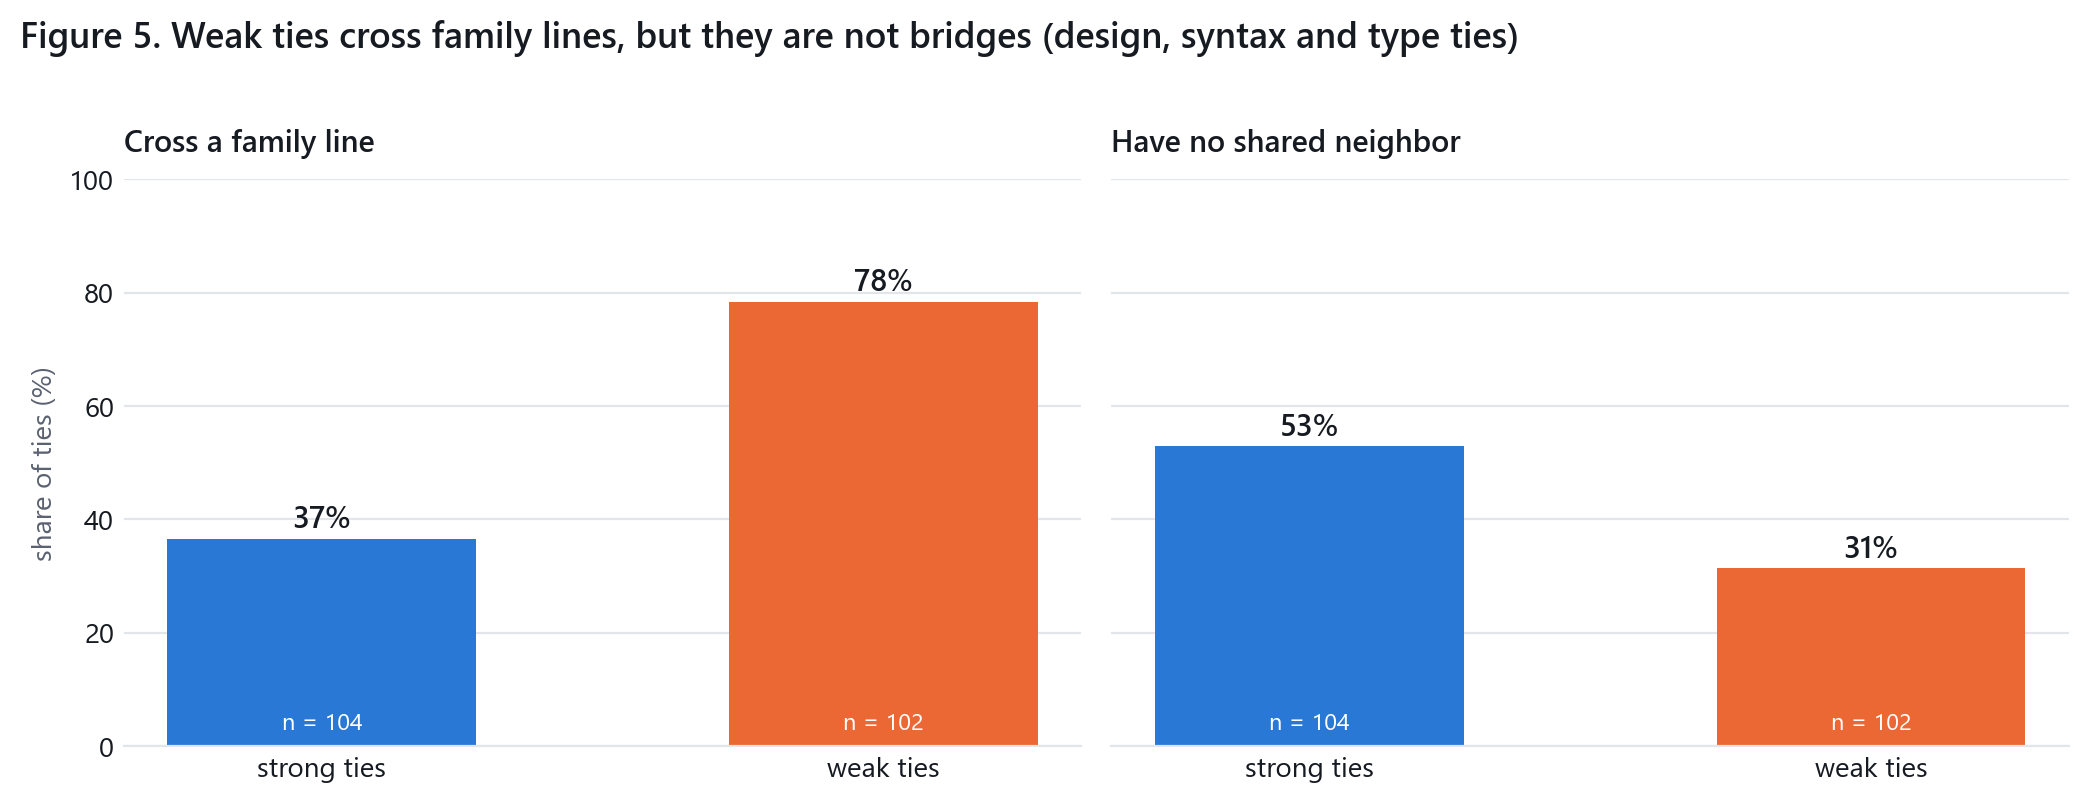 Figure 5. Weak ties cross family lines, but they are not bridges (design, syntax and type ties)
Cross a family line
Have no shared neighbor
share of ties (%)
100
80
60
40
20
0
37%
78%
n = 104
n = 102
strong ties
weak ties
53%
31%
n = 104
n = 102
strong ties
weak ties